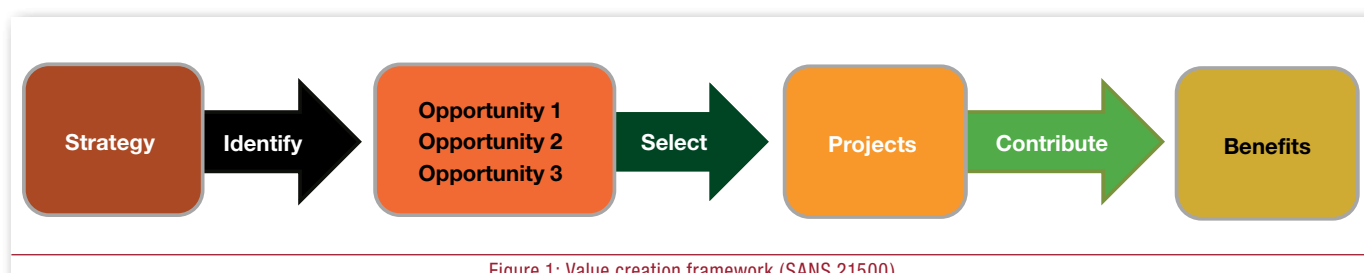 Strategy
Identify
Opportunity 1
Opportunity 2
Opportunity 3
Select
Projects
Contribute
Benefits
Figure 1: Value creation framework (SANS 21500)